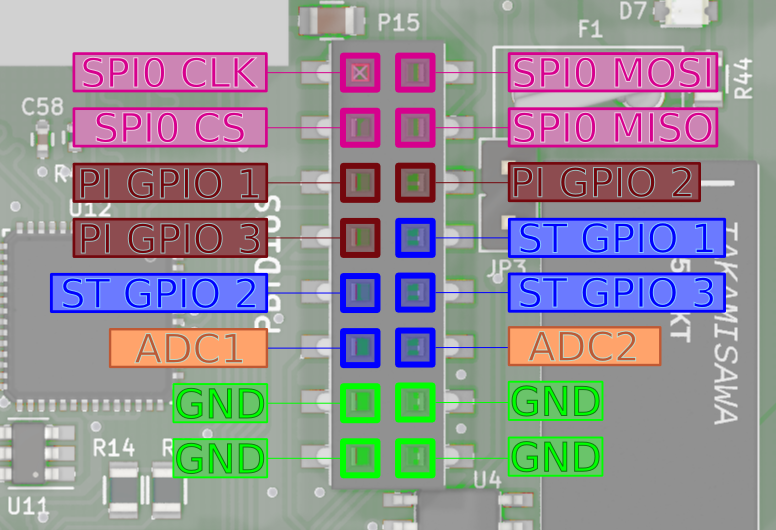 P15
D7
F1
SPI0 CLK
SPI0 MOSI
R44
C58
SPI0 CS
SPI0 MISO
PI GPIO 1
PI GPIO 2
U12
PI GPIO 3
ST GPIO 1
JP3
ST GPIO 2
ST GPIO 3
TAKAMISAWA
ADC1
ADC2
GND
GND
R14
GND
GND
U4
U11